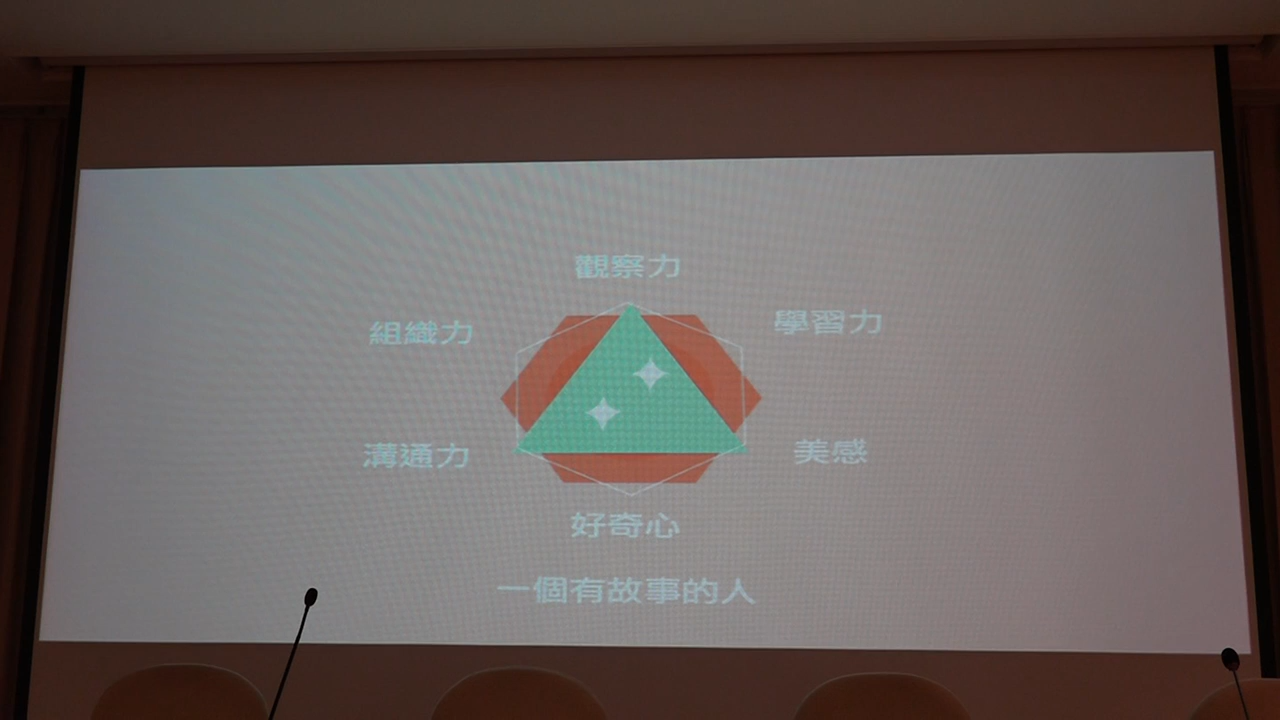 觀察力
組織力
學習力
溝通力
美感
好奇心
一個有故事的人